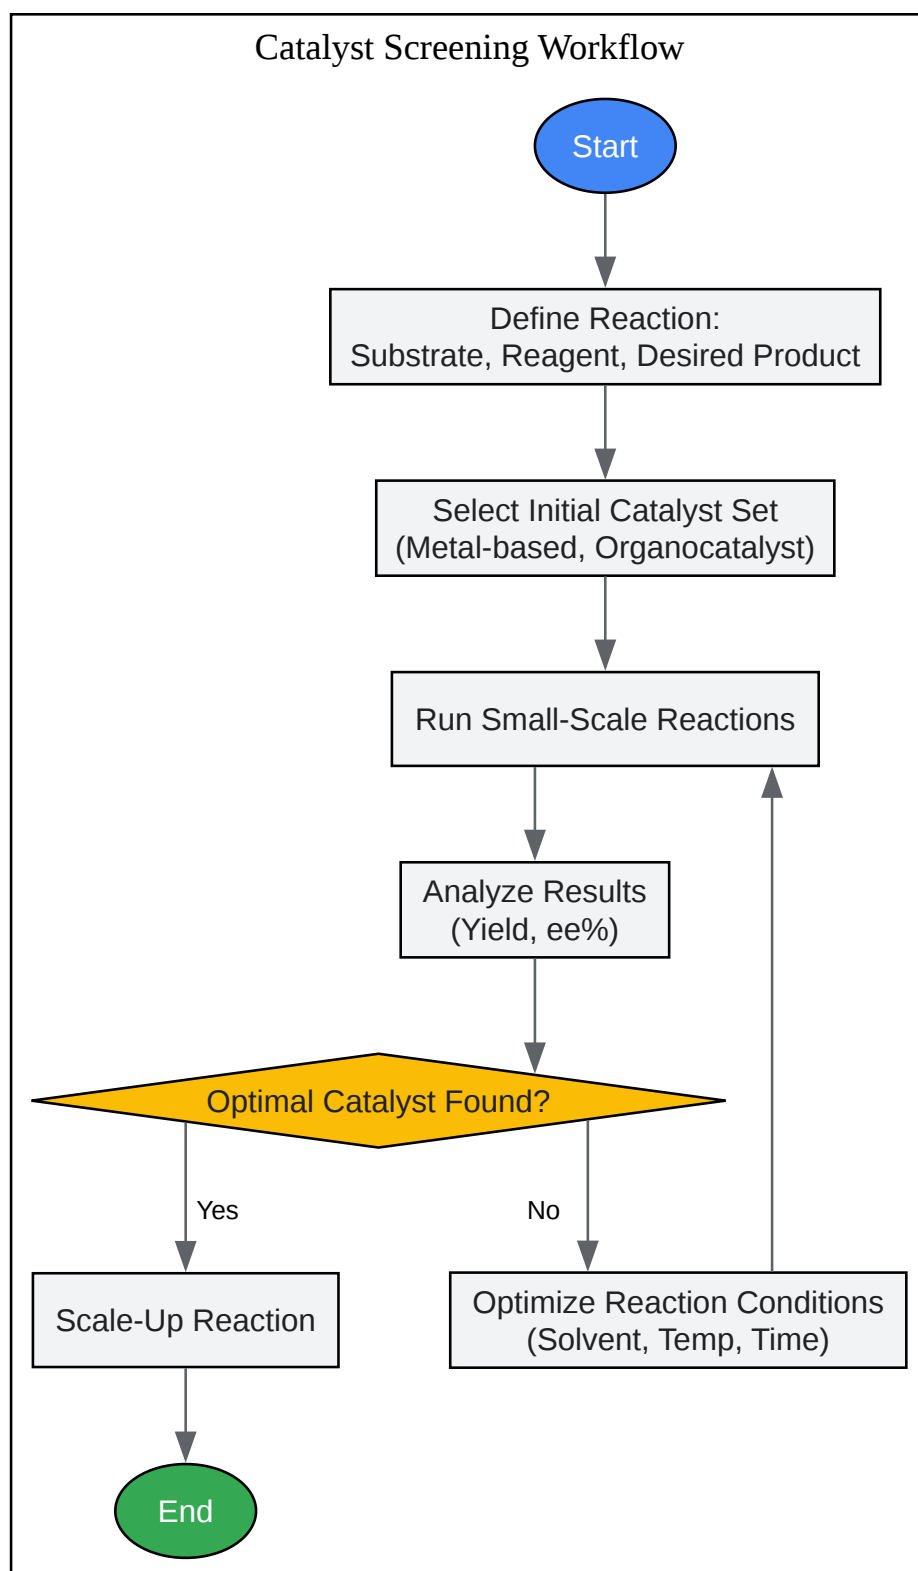 Catalyst Screening Workflow
Start
Define Reaction:
Substrate, Reagent, Desired Product
Select Initial Catalyst Set
(Metal-based, Organocatalyst)
Run Small-Scale Reactions
Analyze Results
(Yield, ee%)
Optimal Catalyst Found?
Yes
No
Scale-Up Reaction
Optimize Reaction Conditions
(Solvent, Temp, Time)
End